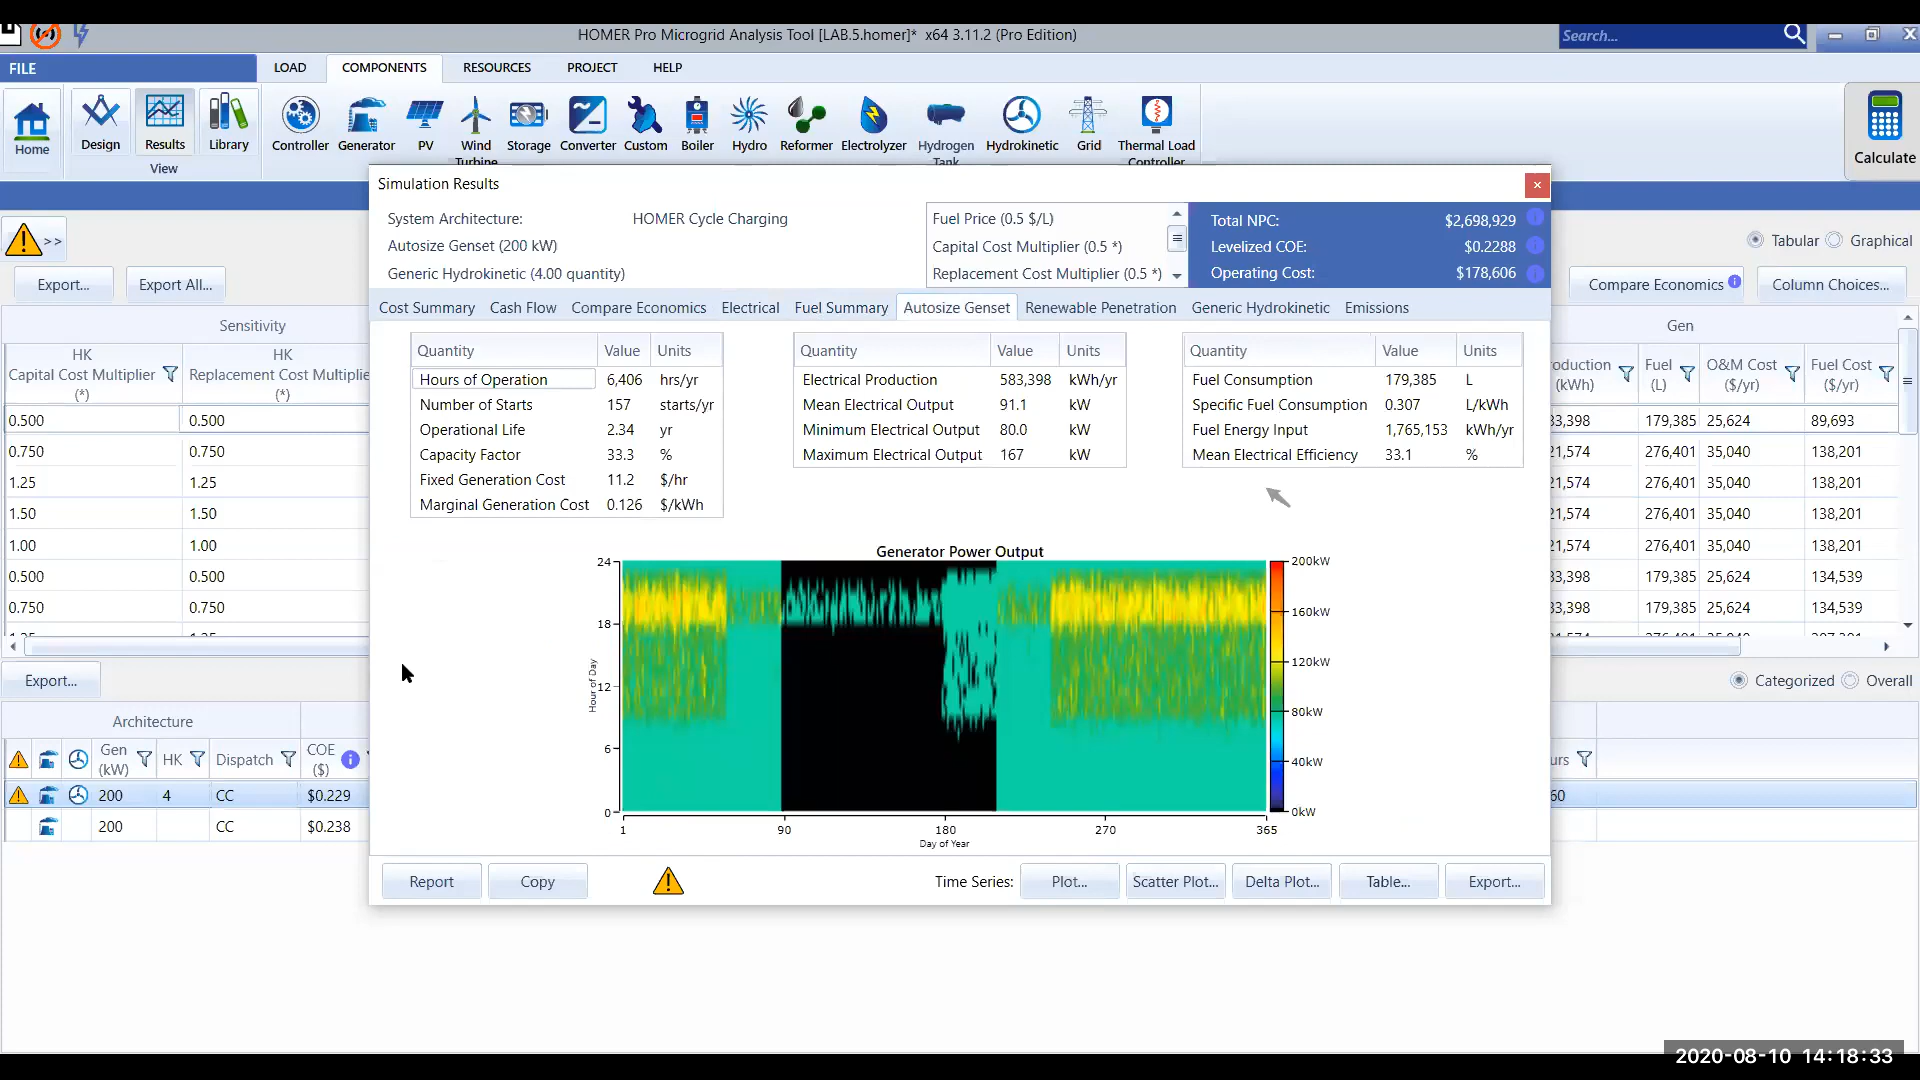 HOMER Pro Microgrid Analysis Tool [LAB.5.homer]* x64 3.11.2 (Pro Edition)
Search...
FILE
LOAD
COMPONENTS
RESOURCES
PROJECT
HELP
Home
Design
Results
Library
View
Controller
Generator
PV
Wind
Turbine
Storage
Converter
Custom
Boiler
Hydro
Reformer
Electrolyzer
Hydrogen
Tank
Hydrokinetic
Grid
Thermal Load
Controller
Calculate
Simulation Results
System Architecture:
HOMER Cycle Charging
Autosize Genset (200 kW)
Generic Hydrokinetic (4.00 quantity)
Fuel Price (0.5 $/L)
Capital Cost Multiplier (0.5 *)
Replacement Cost Multiplier (0.5 *)
Total NPC: $2,698,929
Levelized COE: $0.2288
Operating Cost: $178,606
>>
Tabular Graphical
Export...
Export All...
Compare Economics
Column Choices...
Cost Summary
Cash Flow
Compare Economics
Electrical
Fuel Summary
Autosize Genset
Renewable Penetration
Generic Hydrokinetic
Emissions
Quantity Value Units
Hours of Operation 6,406 hrs/yr
Number of Starts 157 starts/yr
Operational Life 2.34 yr
Capacity Factor 33.3 %
Fixed Generation Cost 11.2 $/hr
Marginal Generation Cost 0.126 $/kWh
Quantity Value Units
Electrical Production 583,398 kWh/yr
Mean Electrical Output 91.1 kW
Minimum Electrical Output 80.0 kW
Maximum Electrical Output 167 kW
Quantity Value Units
Fuel Consumption 179,385 L
Specific Fuel Consumption 0.307 L/kWh
Fuel Energy Input 1,765,153 kWh/yr
Mean Electrical Efficiency 33.1 %
Sensitivity
HK
Capital Cost Multiplier
(*)
HK
Replacement Cost Multiplie
(*)
0.500 0.500
0.750 0.750
1.25 1.25
1.50 1.50
1.00 1.00
0.500 0.500
0.750 0.750
Gen
oduction
(kWh)
Fuel
(L)
O&M Cost
($/yr)
Fuel Cost
($/yr)
33,398 179,385 25,624 89,693
21,574 276,401 35,040 138,201
21,574 276,401 35,040 138,201
21,574 276,401 35,040 138,201
21,574 276,401 35,040 138,201
33,398 179,385 25,624 134,539
33,398 179,385 25,624 134,539
Generator Power Output
24
18
12
6
0
Hour of Day
1
90
180
270
365
Day of Year
200kW
160kW
120kW
80kW
40kW
0kW
Export...
Categorized Overall
Architecture
Gen
(kW)
HK
Dispatch
COE
($)
urs
200 4 CC $0.229
60
200 CC $0.238
Report
Copy
Time Series:
Plot...
Scatter Plot...
Delta Plot...
Table...
Export...
2020-08-10 14:18:33